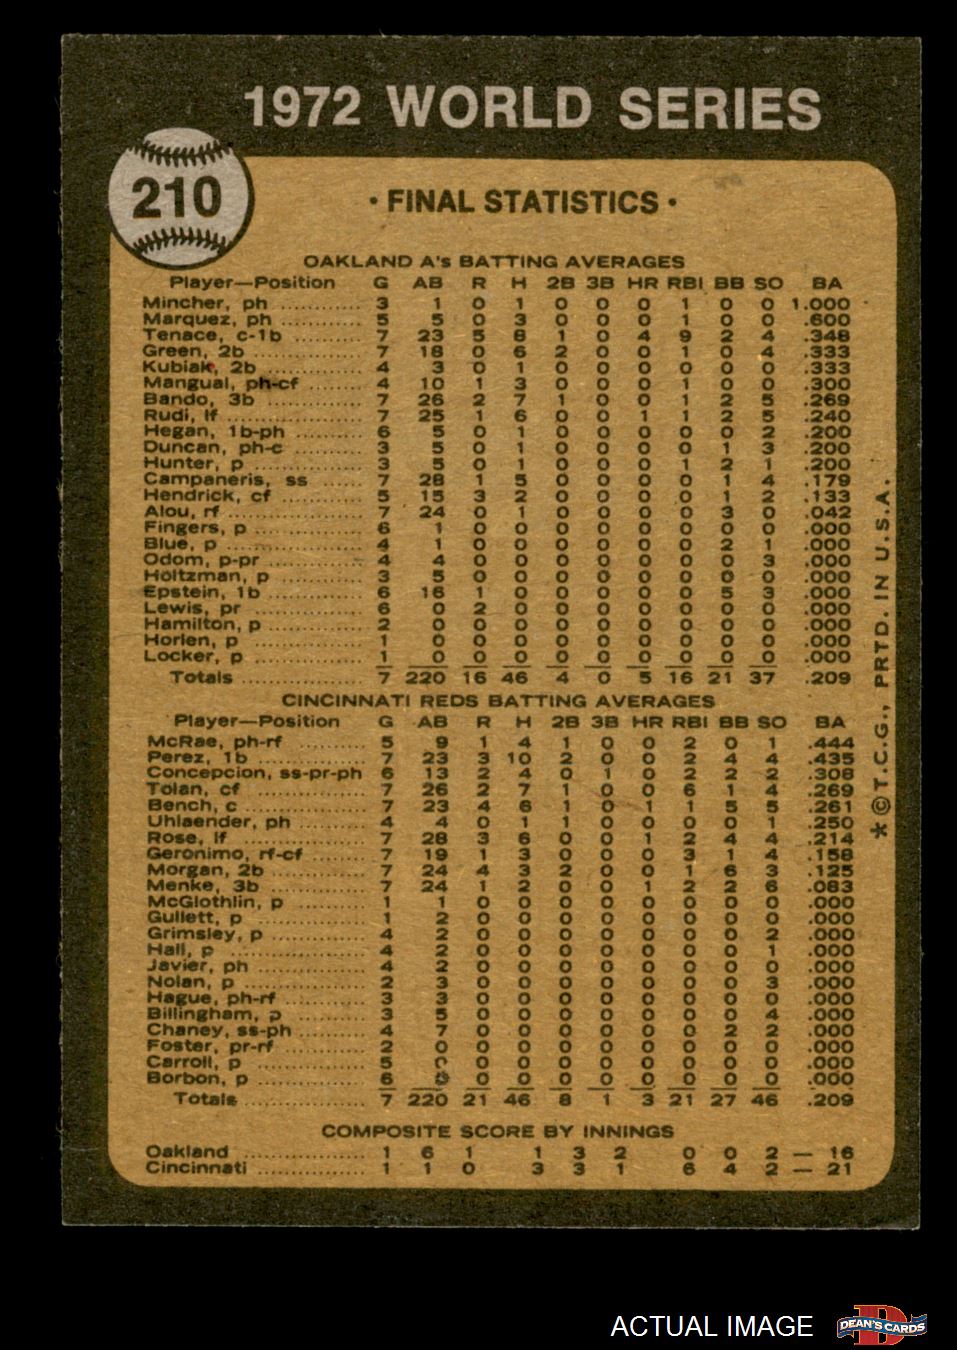 1972 WORLD SERIES
210
• FINAL STATISTICS •
OAKLAND A's BATTING AVERAGES
Player—Position G AB R H 2B 3B HR RBI BB SO BA
Mincher, ph .......... 3 1 0 1 0 0 0 1 0 0 1.000
Marquez, ph .......... 5 5 0 3 0 0 0 1 0 0 .600
Tenace, c-1b .......... 7 23 5 8 1 0 4 9 2 4 .348
Green, 2b .......... 7 18 0 6 2 0 0 1 0 4 .333
Kubiak, 2b .......... 4 3 0 1 0 0 0 0 0 0 .333
Mangual, ph-cf ........ 4 10 1 3 0 0 0 1 0 0 .300
Bando, 3b .......... 7 26 2 7 1 0 0 1 2 5 .269
Rudi, lf .......... 7 25 1 6 0 0 1 1 2 5 .240
Hegan, 1b-ph .......... 6 5 0 1 0 0 0 0 0 2 .200
Duncan, ph-c .......... 3 5 0 1 0 0 0 0 1 3 .200
Hunter, p .......... 3 5 0 1 0 0 0 1 2 1 .200
Campaneris, ss ...... 7 28 1 5 0 0 0 0 1 4 .179
Hendrick, cf .......... 5 15 3 2 0 0 0 0 1 2 .133
Alou, rf .......... 7 24 0 1 0 0 0 0 3 0 .042
Fingers, p .......... 6 1 0 0 0 0 0 0 0 0 .000
Blue, p .......... 4 1 0 0 0 0 0 0 2 1 .000
Odom, p-pr .......... 4 4 0 0 0 0 0 0 0 3 .000
Holtzman, p .......... 3 5 0 0 0 0 0 0 0 0 .000
Epstein, 1b .......... 6 16 1 0 0 0 0 0 5 3 .000
Lewis, pr .......... 6 0 2 0 0 0 0 0 0 0 .000
Hamilton, p .......... 2 0 0 0 0 0 0 0 0 0 .000
Horlen, p .......... 1 0 0 0 0 0 0 0 0 0 .000
Locker, p .......... 1 0 0 0 0 0 0 0 0 0 .000
Totals .......... 7 220 16 46 4 0 5 16 21 37 .209
CINCINNATI REDS BATTING AVERAGES
Player—Position G AB R H 2B 3B HR RBI BB SO BA
McRae, ph-rf .......... 5 9 1 4 1 0 0 2 0 1 .444
Perez, 1b .......... 7 23 3 10 2 0 0 2 4 4 .435
Concepcion, ss-pr-ph 6 13 2 4 0 1 0 2 2 2 .308
Tolan, cf .......... 7 26 2 7 1 0 0 6 1 4 .269
Bench, c .......... 7 23 4 6 1 0 1 1 5 5 .261
Uhlaender, ph ........ 4 4 0 1 1 0 0 0 0 1 .250
Rose, lf .......... 7 28 3 6 0 0 1 2 4 4 .214
Geronimo, rf-cf ........ 7 19 1 3 0 0 0 3 1 4 .158
Morgan, 2b .......... 7 24 4 3 2 0 0 1 6 3 .125
Menke, 3b .......... 7 24 1 2 0 0 1 2 2 6 .083
McGlothlin, p .......... 1 1 0 0 0 0 0 0 0 0 .000
Gullett, p .......... 1 2 0 0 0 0 0 0 0 0 .000
Grimsley, p .......... 4 2 0 0 0 0 0 0 0 2 .000
Hall, p .......... 4 2 0 0 0 0 0 0 0 1 .000
Javier, ph .......... 4 2 0 0 0 0 0 0 0 0 .000
Nolan, p .......... 2 3 0 0 0 0 0 0 0 3 .000
Hague, ph-rf .......... 3 3 0 0 0 0 0 0 0 0 .000
Billingham, p .......... 3 5 0 0 0 0 0 0 0 4 .000
Chaney, ss-ph ........ 4 7 0 0 0 0 0 0 2 2 .000
Foster, pr-rf .......... 2 0 0 0 0 0 0 0 0 0 .000
Carroll, p .......... 5 0 0 0 0 0 0 0 0 0 .000
Borbon, p .......... 6 0 0 0 0 0 0 0 0 0 .000
Totals .......... 7 220 21 46 8 1 3 21 27 46 .209
COMPOSITE SCORE BY INNINGS
Oakland .......... 1 6 1 1 3 2 0 0 2 — 16
Cincinnati .......... 1 1 0 3 3 1 6 4 2 — 21
*©T.C.G., PRTD. IN U.S.A.
ACTUAL IMAGE
D
DEAN'S CARDS